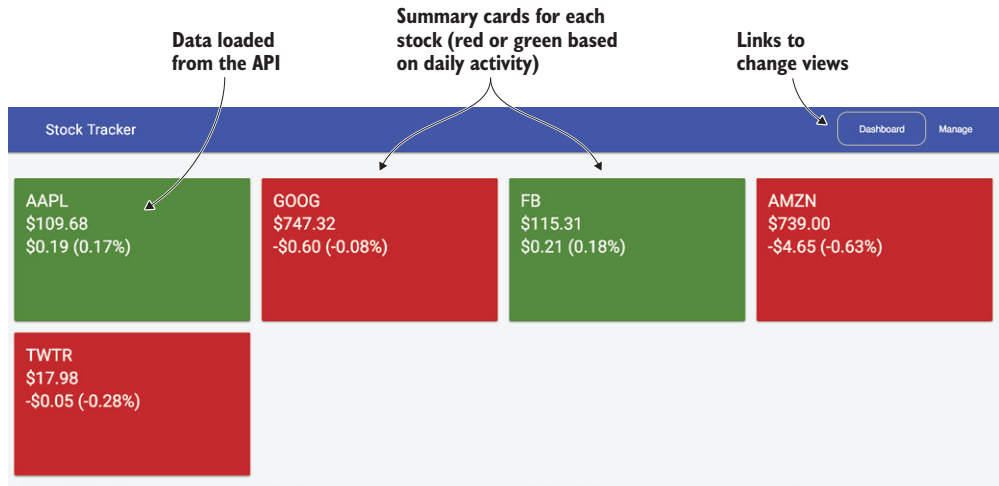 Data loaded
from the API
Summary cards for each
stock (red or green based
on daily activity)
Links to
change views
Stock Tracker
Dashboard
Manage
AAPL
$109.68
$0.19 (0.17%)
GOOG
$747.32
-$0.60 (-0.08%)
FB
$115.31
$0.21 (0.18%)
AMZN
$739.00
-$4.65 (-0.63%)
TWTR
$17.98
-$0.05 (-0.28%)